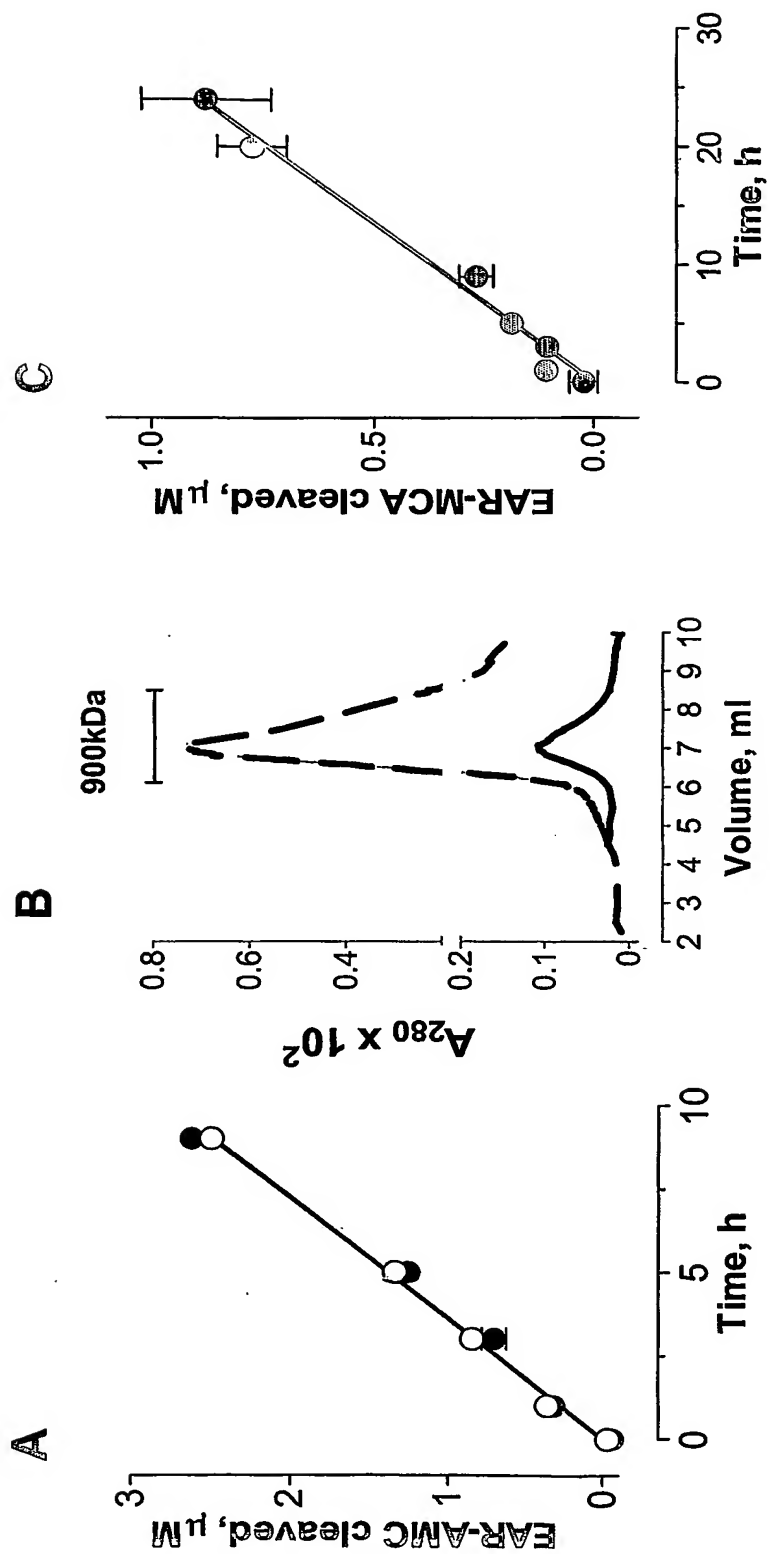 A
EAR-AMC cleaved, μM
3
2
1
0
0 5 10
Time, h
B
900kDa
A280 x 10²
0.8
0.6
0.4
0.2
0.1
0
2 3 4 5 6 7 8 9 10
Volume, ml
C
EAR-MCA cleaved, μM
1.0
0.5
0.0
0 10 20 30
Time, h